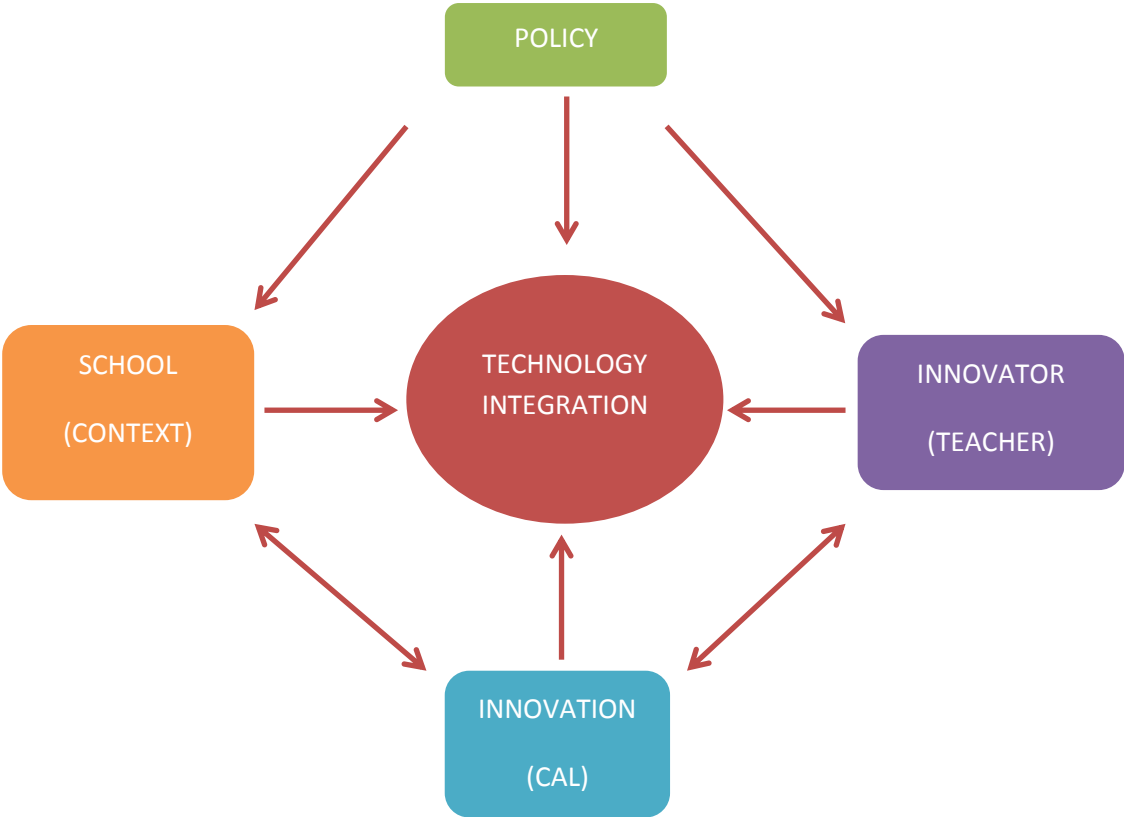 POLICY
SCHOOL
(CONTEXT)
TECHNOLOGY
INTEGRATION
INNOVATOR
(TEACHER)
INNOVATION
(CAL)